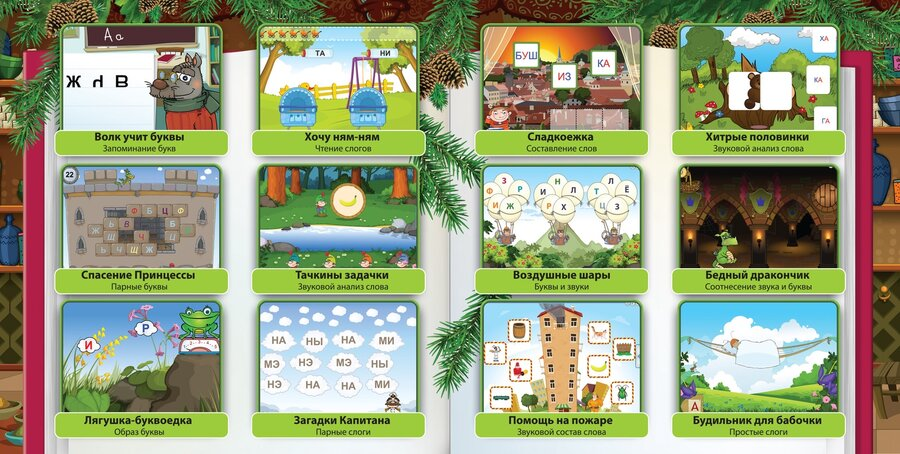 Аа
Ж Л В
Волк учит буквы
Запоминание букв
ТА НИ
Хочу ням-ням
Чтение слогов
БУШ ИЗ КА
Сладкоежка
Составление слов
ХА
КА
ГА
Хитрые половинки
Звуковой анализ слова
22
Ф Б Ц Ф
Ь Ч Щ Ж
Спасение Принцессы
Парные буквы
Тачкины задачки
Звуковой анализ слова
Ф З Р И Н Л Т Л Ё
И Ж Р Х Ц З
Воздушные шары
Буквы и звуки
Бедный дракончик
Соотнесение звука и буквы
И Р
Лягушка-буквоедка
Образ буквы
НА НЫ НА МИ
МЭ НЭ МЭ НЫ
НЭ НА НА МИ
Загадки Капитана
Парные слоги
Помощь на пожаре
Звуковой состав слова
А
Будильник для бабочки
Простые слоги